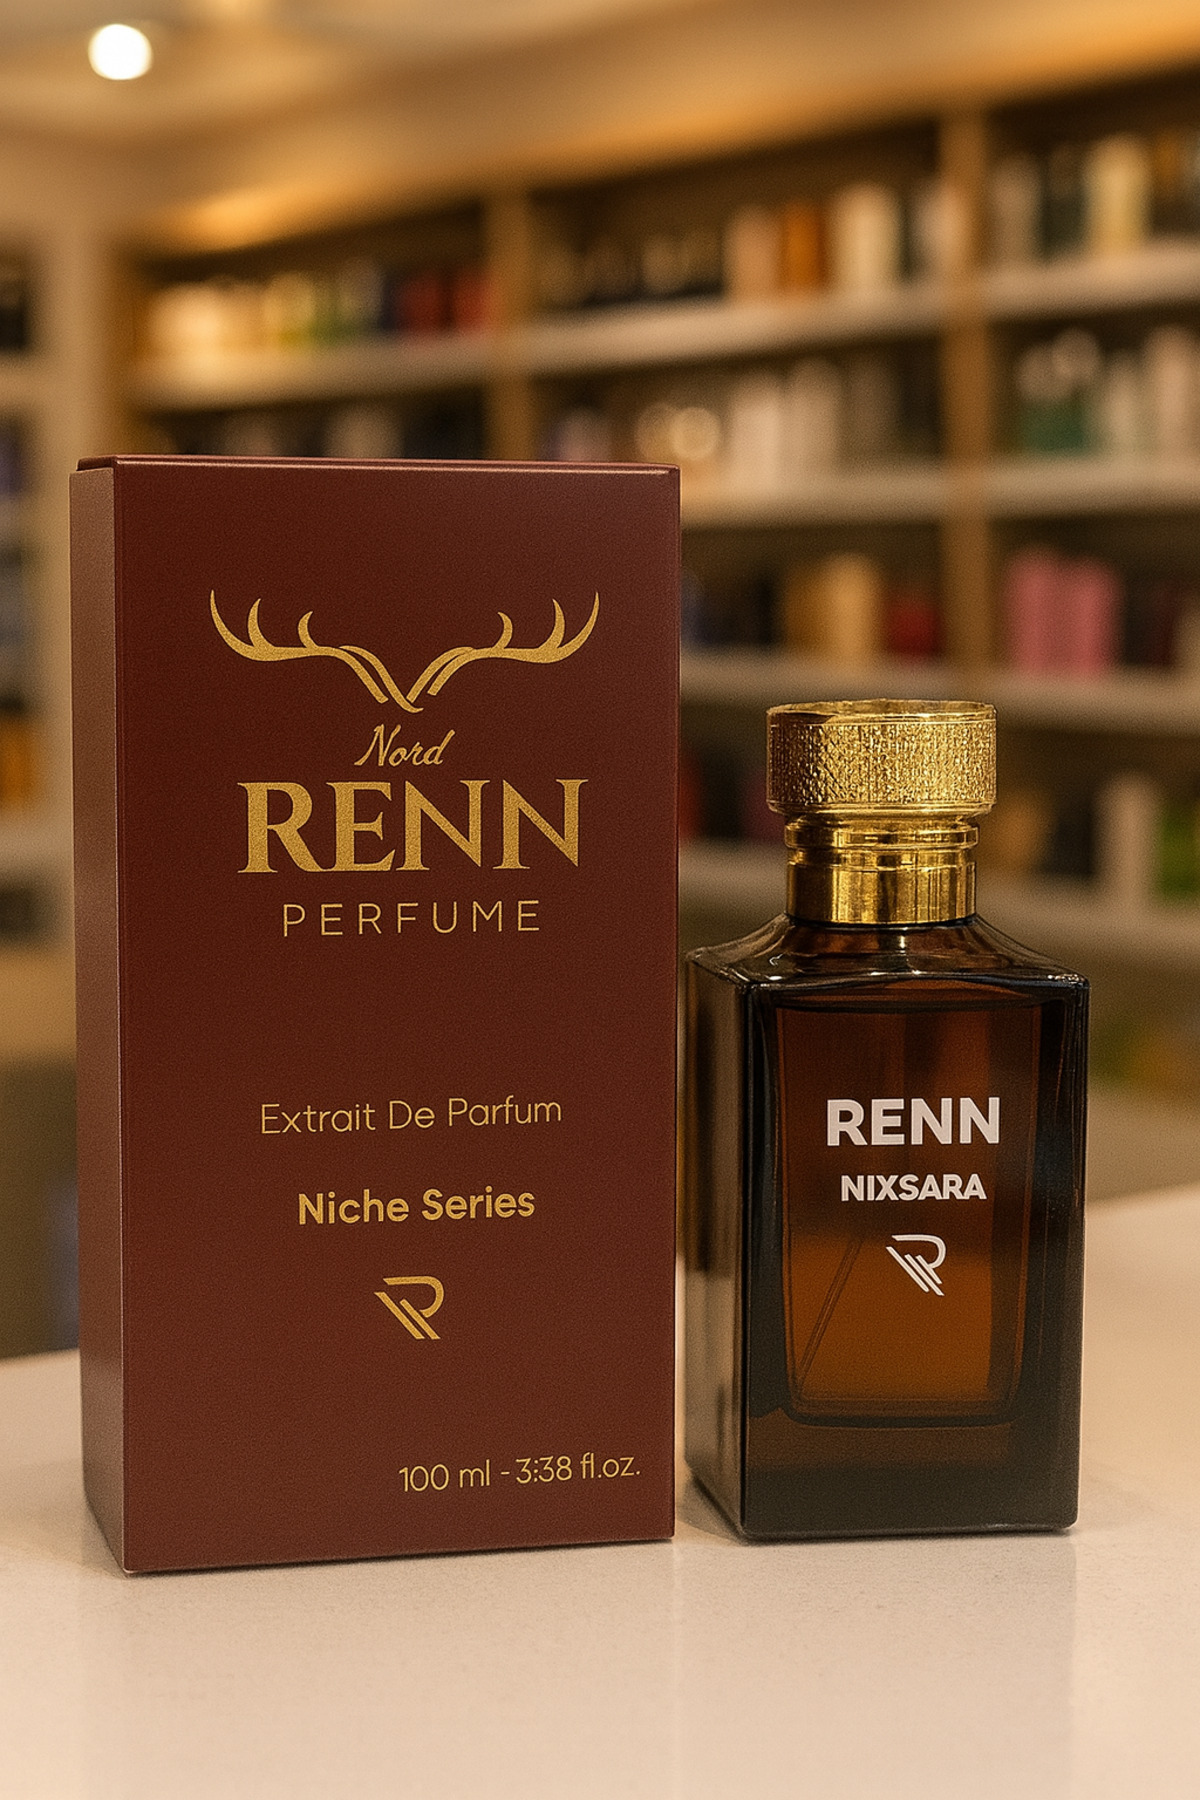 Nord
RENN
PERFUME
Extrait De Parfum
Niche Series
100 ml - 3:38 fl.oz.
RENN
NIXSARA